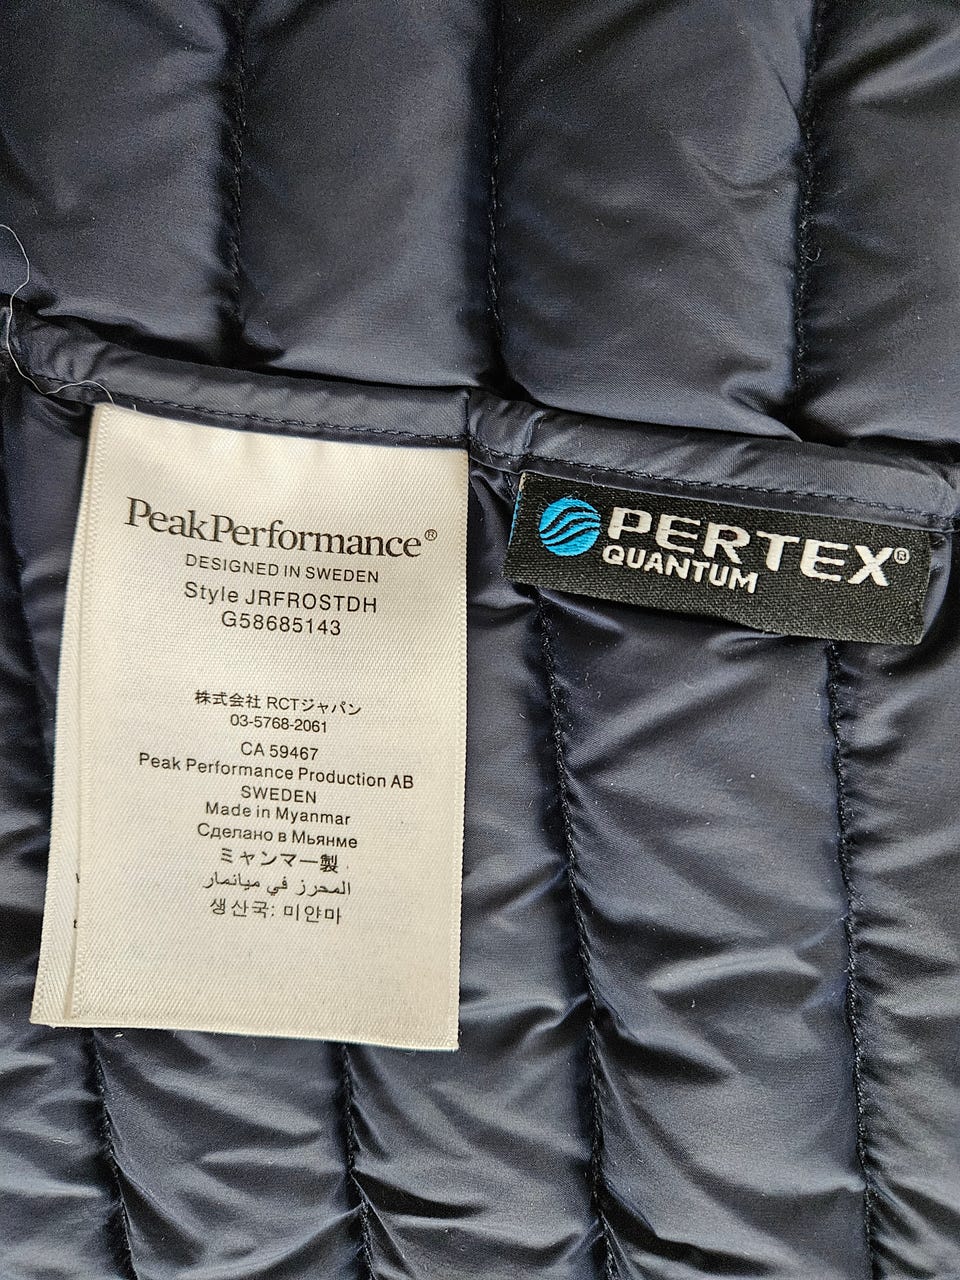 PeakPerformance®
DESIGNED IN SWEDEN
Style JRFROSTDH
G58685143
株式会社 RCTジャパン
03-5768-2061
CA 59467
Peak Performance Production AB
SWEDEN
Made in Myanmar
Сделано в Мьянме
ミャンマー製
المحرز في ميانمار
생산국: 미얀마
PERTEX®
QUANTUM